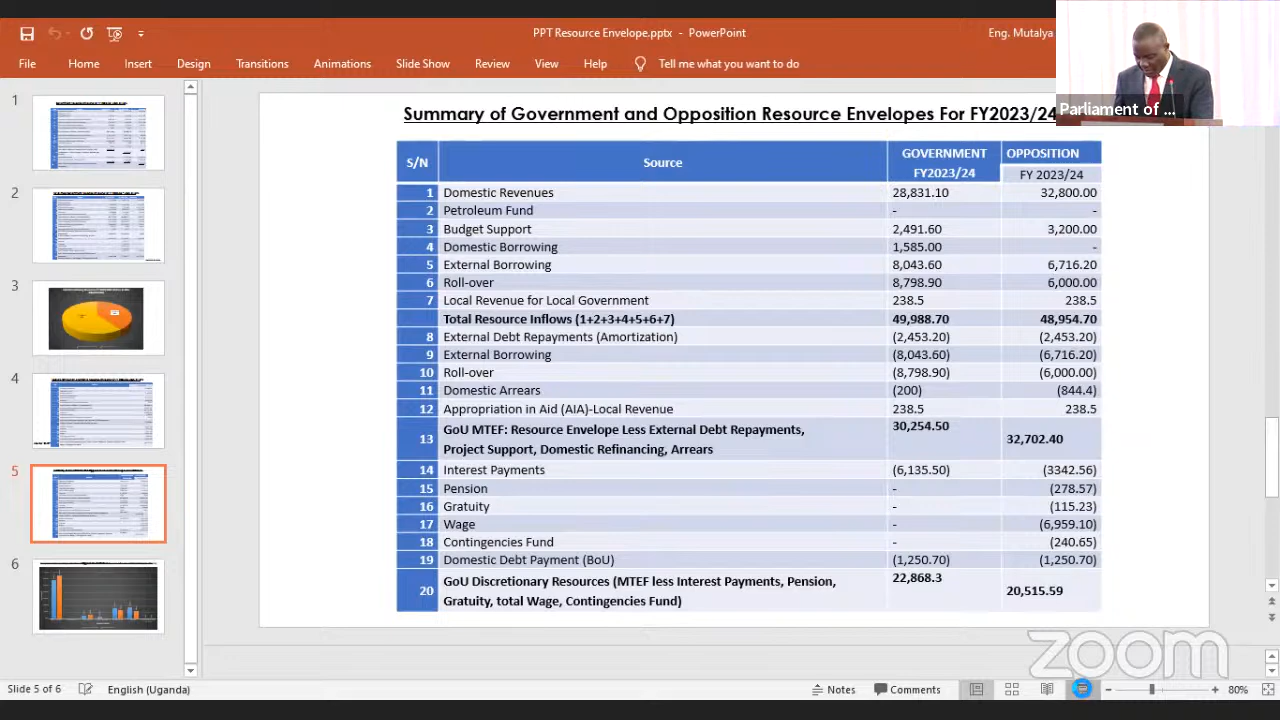 PPT Resource Envelope.pptx - PowerPoint
Eng. Mutalya
File Home Insert Design Transitions Animations Slide Show Review View Help Tell me what you want to do
Parliament of ...
1
2
3
4
5
6
Summary on Government and Opposition Resource Envelopes for FY2023/24
S/N Source GOVERNMENT FY2023/24 OPPOSITION FY 2023/24
1 Domestic Revenues 28,831.10 32,800.00
2 Petroleum Fund - -
3 Budget Support 2,491.60 3,200.00
4 Domestic Borrowing 1,585.00 -
5 External Borrowing 8,043.60 6,716.20
6 Roll-over 8,798.90 6,000.00
7 Local Revenue for Local Government 238.5 238.5
Total Resource Inflows (1+2+3+4+5+6+7) 49,988.70 48,954.70
8 External Debt Repayments (Amortization) (2,453.20) (2,453.20)
9 External Borrowing (8,043.60) (6,716.20)
10 Roll-over (8,798.90) (6,000.00)
11 Domestic Arrears (200) (844.4)
12 Appropriation in Aid (AIA)-Local Revenue 238.5 238.5
13 GoU MTEF Resource Envelope Less External Debt Repayments, 30,254.50 32,702.40
Project Support, Domestic Refinancing, Arrears
14 Interest Payments (6,135.50) (3342.56)
15 Pension - (278.57)
16 Gratuity - (115.23)
17 Wage - (6,959.10)
18 Contingencies Fund - (240.65)
19 Domestic Debt Payment (BoU) (1,250.70) (1,250.70)
20 GoU Discretionary Resources (MTEF less Interest Payments, Pension, 22,868.3 20,515.59
Gratuity, total Wage, Contingencies Fund)
zoom
Slide 5 of 6 English (Uganda) Notes Comments 80%